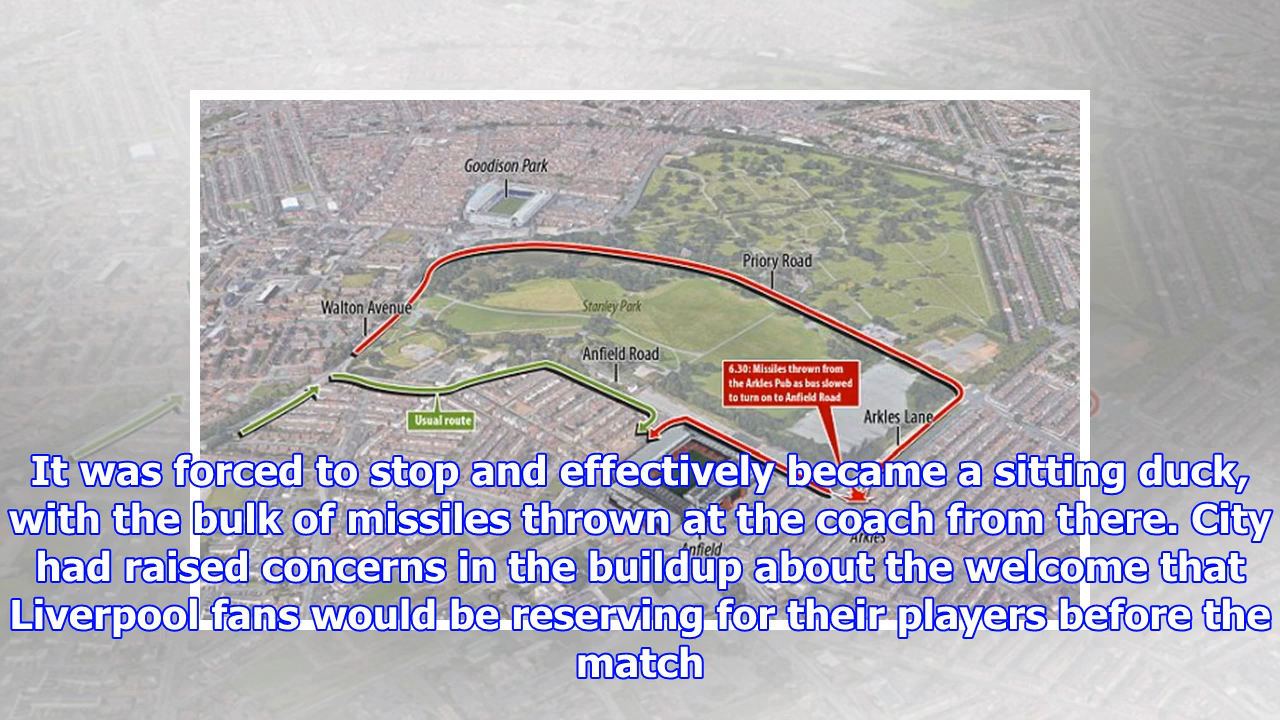 Goodison Park
Priory Road
Walton Avenue
Stanley Park
Anfield Road
6.30: Missiles thrown from
the Arkles Pub as bus slowed
to turn on to Anfield Road
Usual route
Arkles Lane
It was forced to stop and effectively became a sitting duck,
with the bulk of missiles thrown at the coach from there. City
had raised concerns in the buildup about the welcome that
Liverpool fans would be reserving for their players before the
match
Arkles
Anfield